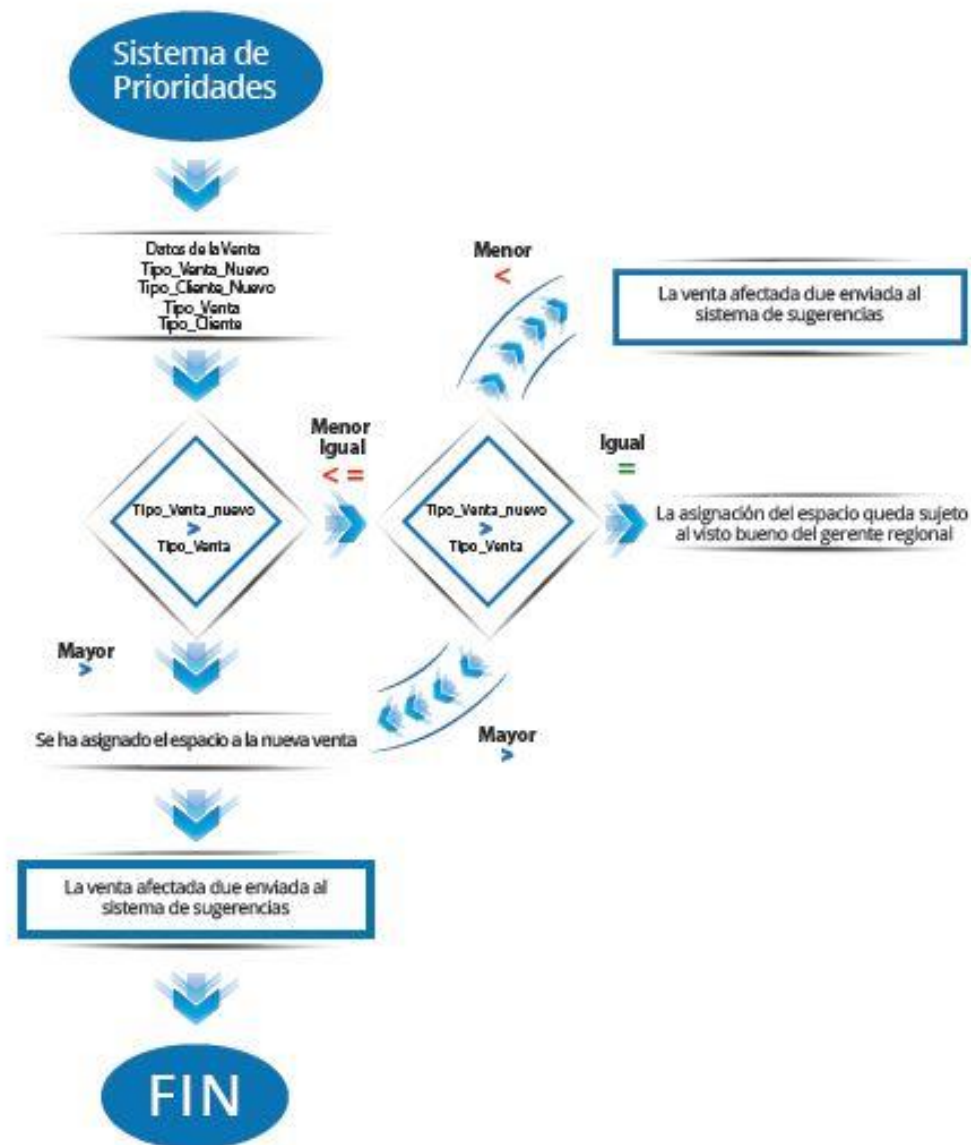 Sistema de
Prioridades
Datos de la Venta
Tipo_Venta_Nuevo
Tipo_Cliente_Nuevo
Tipo_Venta
Tipo_Cliente
Menor
<
La venta afectada due enviada al
sistema de sugerencias
Menor
Igual
< =
Igual
=
Tipo_Venta_nuevo
>
Tipo_Venta
Tipo_Venta_nuevo
>
Tipo_Venta
La asignación del espacio queda sujeto
al visto bueno del gerente regional
Mayor
>
Se ha asignado el espacio a la nueva venta
Mayor
>
La venta afectada due enviada al
sistema de sugerencias
FIN